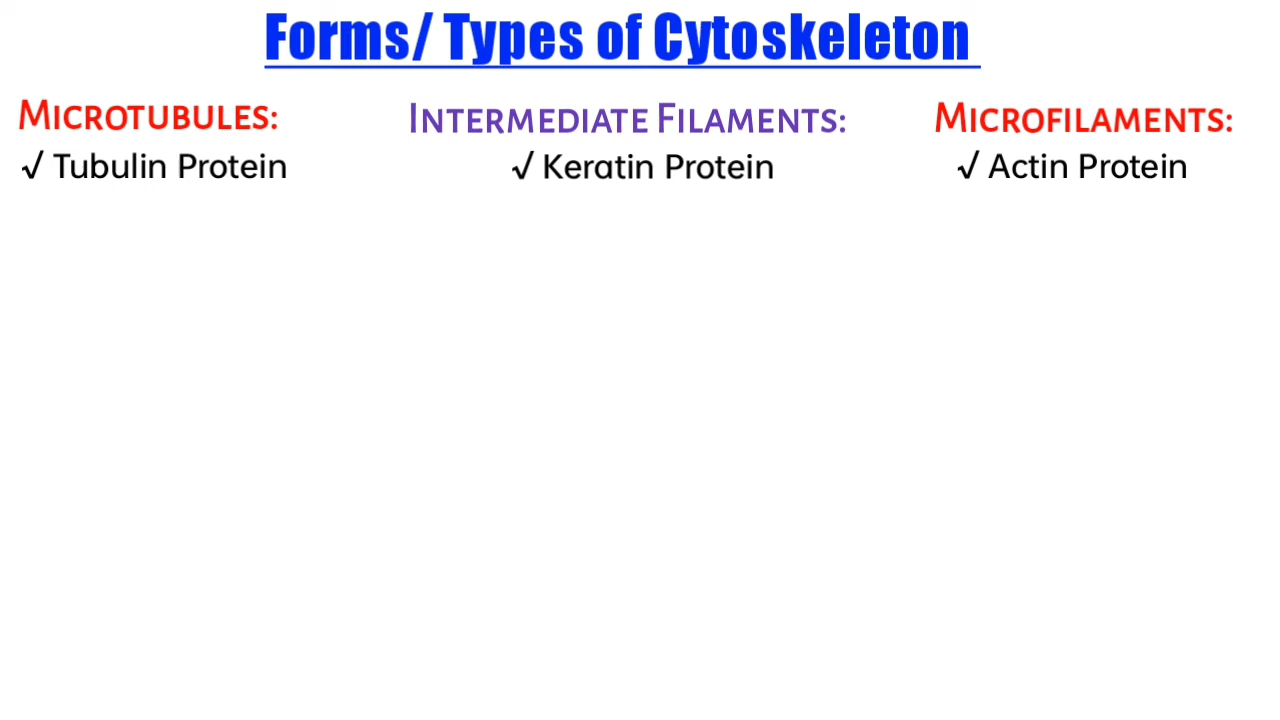 Forms/ Types of Cytoskeleton
Microtubules:
√ Tubulin Protein
Intermediate Filaments:
√ Keratin Protein
Microfilaments:
√ Actin Protein